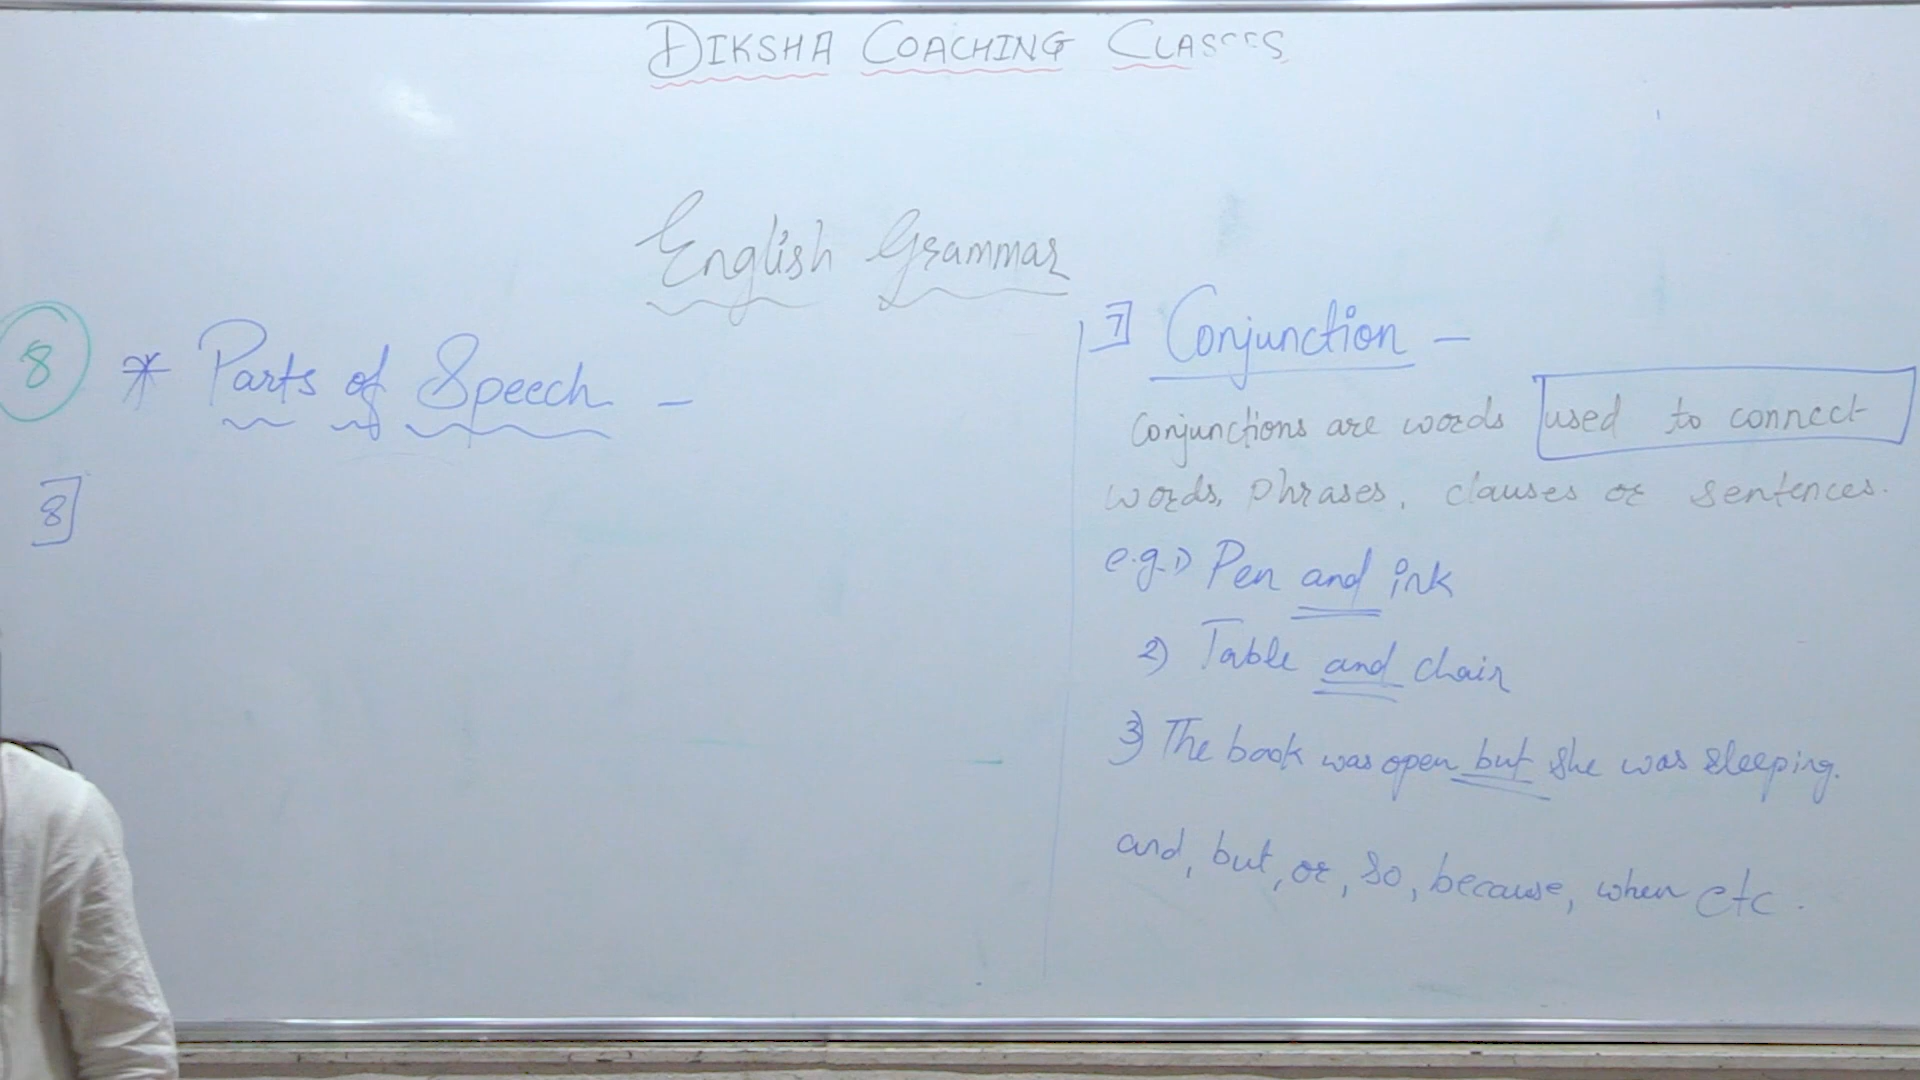 DIKSHA COACHING CLASSES
English Grammar
8
* Parts of Speech -
8]
7] Conjunction -
Conjunctions are words used to connect
words, phrases, clauses or sentences.
e.g. 1) Pen and ink
2) Table and chair
3) The book was open but she was sleeping.
and, but, or, so, because, when etc.